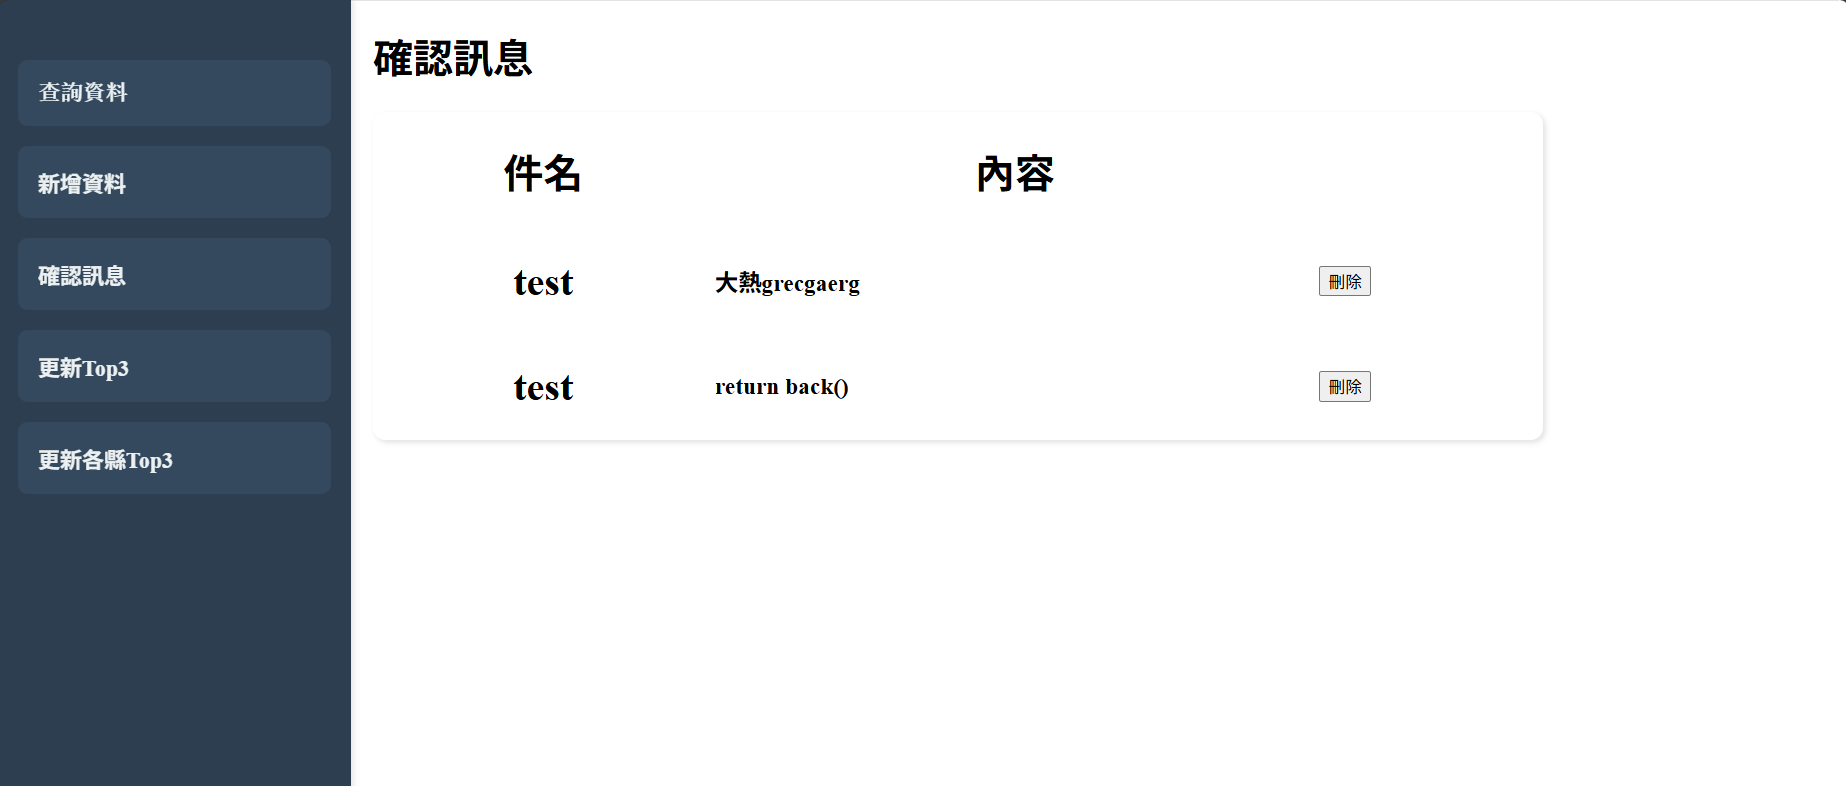 查詢資料
新增資料
確認訊息
更新Top3
更新各縣Top3
確認訊息
件名 內容
test 大熱grecgaerg 刪除
test return back() 刪除